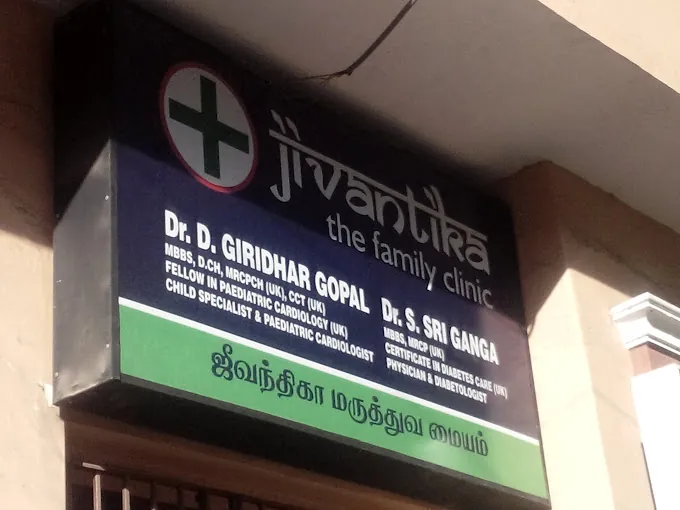 jivantika
the family clinic
Dr. D. GIRIDHAR GOPAL
MBBS, D.CH, MRCPCH (UK), CCT (UK)
FELLOW IN PAEDIATRIC CARDIOLOGY (UK)
CHILD SPECIALIST & PAEDIATRIC CARDIOLOGIST
Dr. S. SRI GANGA
MBBS, MRCP (UK)
CERTIFICATE IN DIABETES CARE (UK)
PHYSICIAN & DIABETOLOGIST
ஜீவந்திகா மருத்துவ மையம்